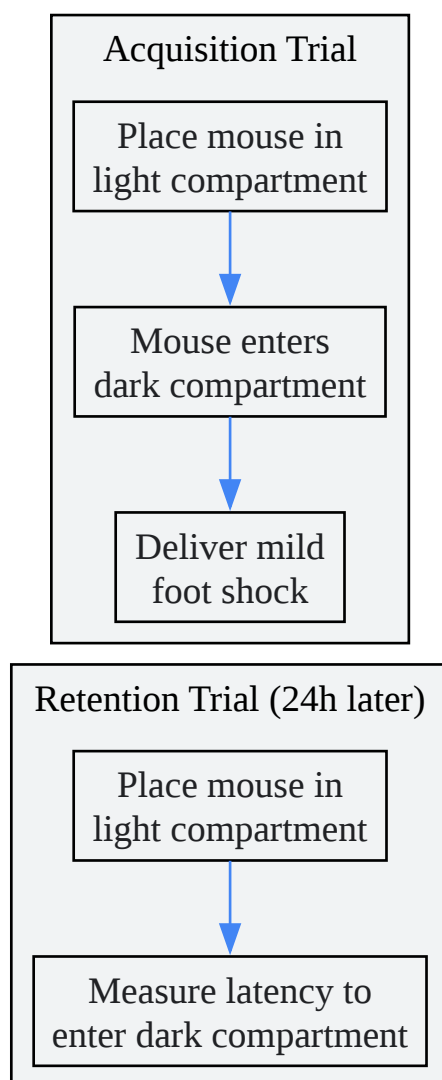 Acquisition Trial
Place mouse in
light compartment
Mouse enters
dark compartment
Deliver mild
foot shock
Retention Trial (24h later)
Place mouse in
light compartment
Measure latency to
enter dark compartment